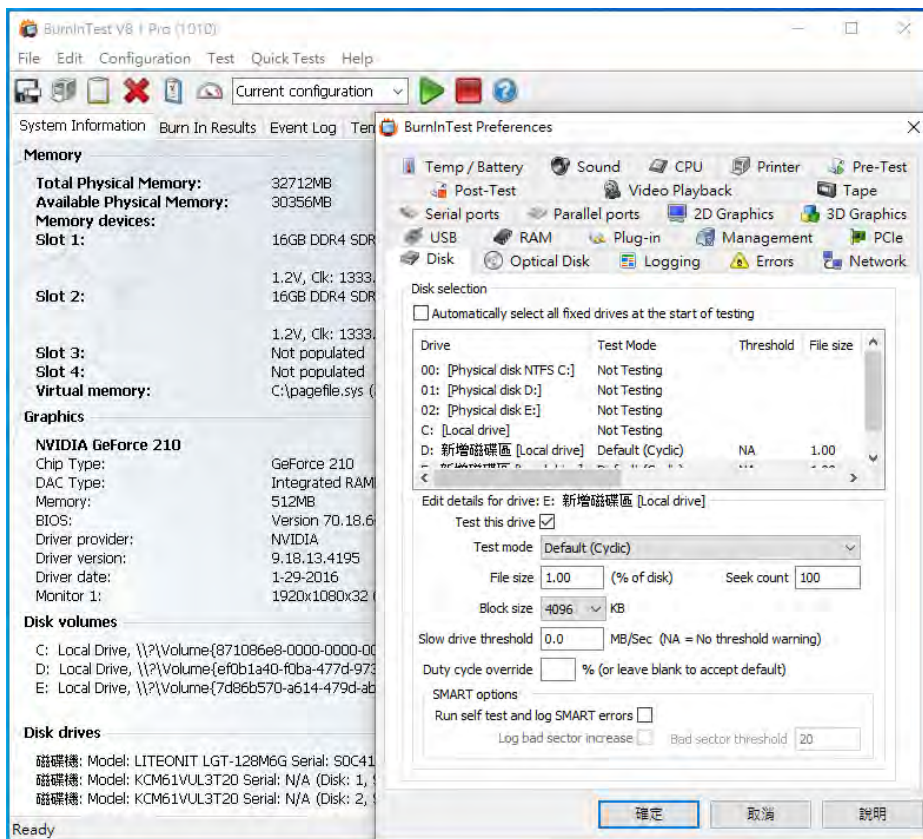 BurnInTest V8.1 Pro (1010)
File Edit Configuration Test Quick Tests Help
Current configuration
System Information Burn In Results Event Log
Memory
Total Physical Memory: 32712MB
Available Physical Memory: 30356MB
Memory devices:
Slot 1: 16GB DDR4
1.2V, Clk: 1333.
Slot 2: 16GB DDR4
1.2V, Clk: 1333.
Slot 3: Not populated
Slot 4: Not populated
Virtual memory: C:\pagefile.sys
Graphics
NVIDIA GeForce 210
Chip Type: GeForce 210
DAC Type: Integrated
Memory: 512MB
BIOS: Version 70.18.6
Driver provider: NVIDIA
Driver version: 9.18.13.4195
Driver date: 1-29-2016
Monitor 1: 1920x1080x32
Disk volumes
C: Local Drive, \\?\Volume{871086e8-0000-0000-00
D: Local Drive, \\?\Volume{ef0b1a40-f0ba-477d-973
E: Local Drive, \\?\Volume{7d86b570-a614-479d-ab
Disk drives
磁碟機: Model: LITEONIT LGT-128M6G Serial: S0C41
磁碟機: Model: KCM61VUL3T20 Serial: N/A (Disk: 1,
磁碟機: Model: KCM61VUL3T20 Serial: N/A (Disk: 2,
Ready
BurnInTest Preferences
Temp / Battery Sound CPU Printer Pre-Test
Post-Test Video Playback Tape
Serial ports Parallel ports 2D Graphics 3D Graphics
USB RAM Plug-in Management PCIe
Disk Optical Disk Logging Errors Network
Disk selection
Automatically select all fixed drives at the start of testing
Drive Test Mode Threshold File size
00: [Physical disk NTFS C:] Not Testing
01: [Physical disk D:] Not Testing
02: [Physical disk E:] Not Testing
C: [Local drive] Not Testing
D: 新增磁碟區 [Local drive] Default (Cyclic) NA 1.00
Edit details for drive: E: 新增磁碟區 [Local drive]
Test this drive
Test mode Default (Cyclic)
File size 1.00 (% of disk) Seek count 100
Block size 4096 KB
Slow drive threshold 0.0 MB/Sec (NA = No threshold warning)
Duty cycle override % (or leave blank to accept default)
SMART options
Run self test and log SMART errors
Log bad sector increase Bad sector threshold 20
確定 取消 說明